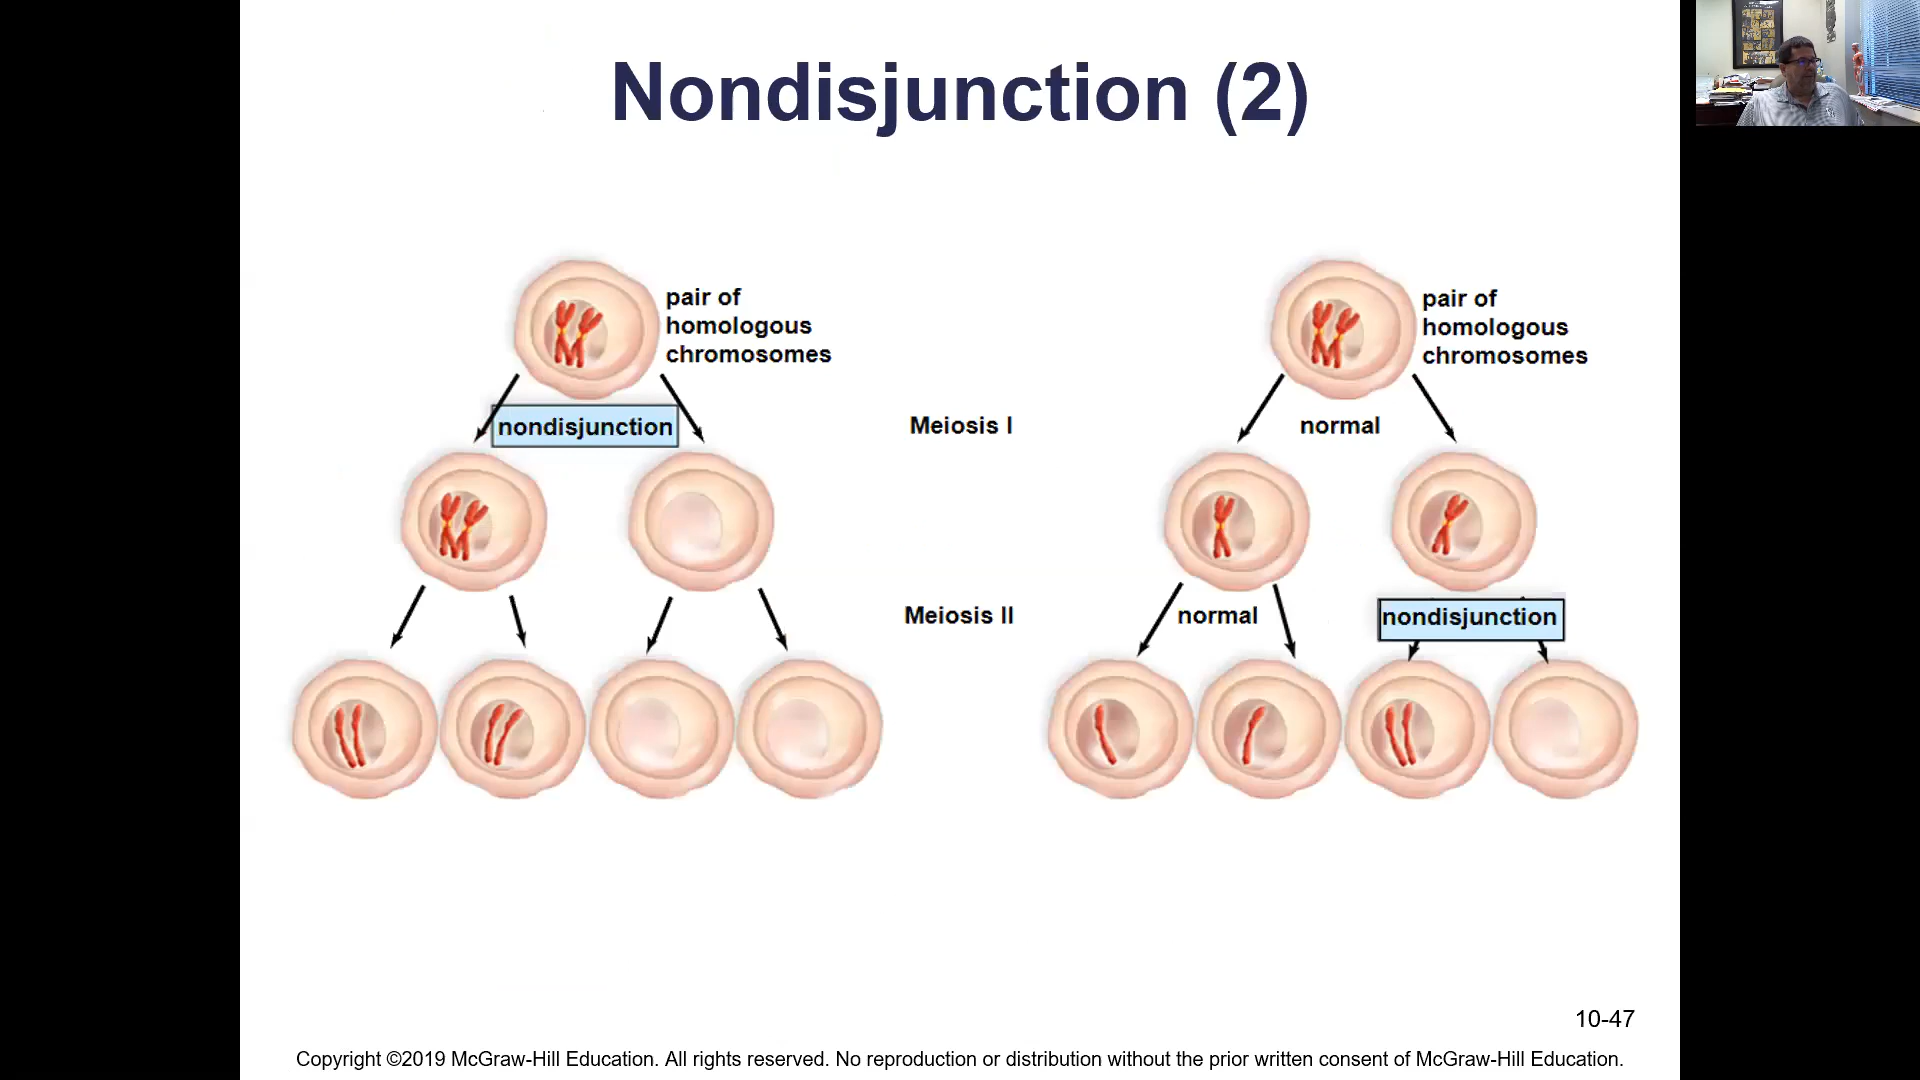 Nondisjunction (2)
pair of
homologous
chromosomes
nondisjunction
Meiosis I
pair of
homologous
chromosomes
normal
Meiosis II
normal
nondisjunction
10-47
Copyright ©2019 McGraw-Hill Education. All rights reserved. No reproduction or distribution without the prior written consent of McGraw-Hill Education.